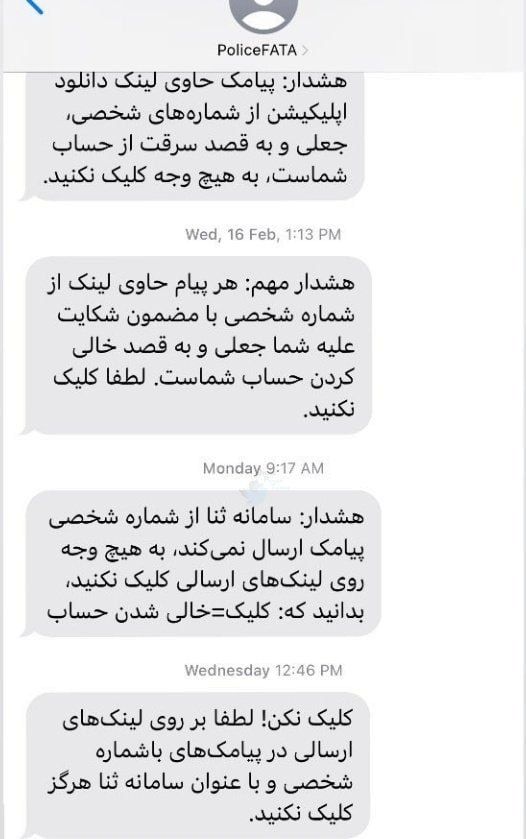 PoliceFATA
هشدار: پیامک حاوی لینک دانلود
اپلیکیشن از شماره‌های شخصی،
جعلی و به قصد سرقت از حساب
شماست، به هیچ وجه کلیک نکنید.
Wed, 16 Feb, 1:13 PM
هشدار مهم: هر پیام حاوی لینک از
شماره شخصی با مضمون شکایت
علیه شما جعلی و به قصد خالی
کردن حساب شماست. لطفا کلیک
نکنید.
Monday 9:17 AM
هشدار: سامانه ثنا از شماره شخصی
پیامک ارسال نمی‌کند، به هیچ وجه
روی لینک‌های ارسالی کلیک نکنید،
بدانید که: کلیک=خالی شدن حساب
Wednesday 12:46 PM
کلیک نکن! لطفا بر روی لینک‌های
ارسالی در پیامک‌های باشماره
شخصی و با عنوان سامانه ثنا هرگز
کلیک نکنید.